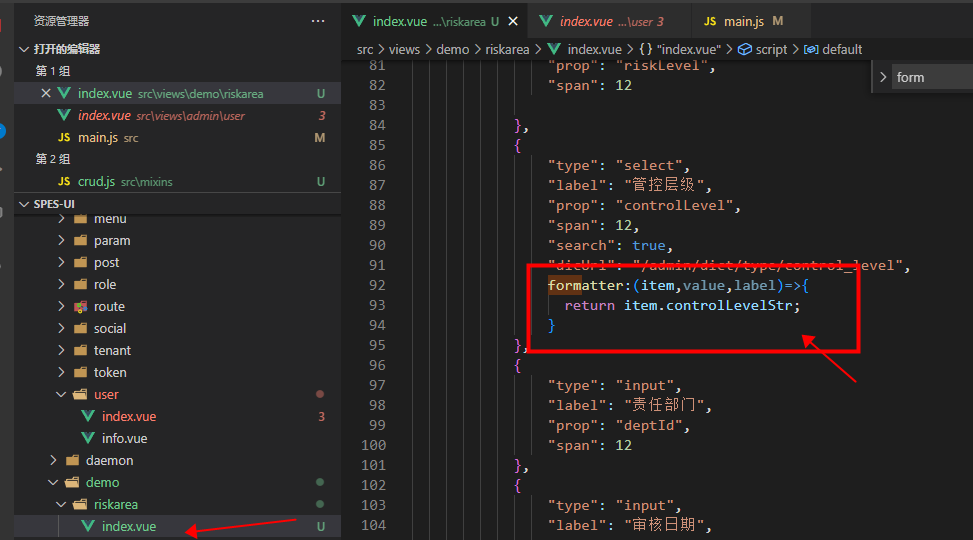 资源管理器
···
打开的编辑器
第 1 组
index.vue src\views\demo\riskarea U
index.vue src\views\admin\user 3
main.js src M
第 2 组
crud.js src\mixins U
SPES-UI
menu
param
post
role
route
social
tenant
token
user
index.vue 3
info.vue
daemon
demo
riskarea
index.vue U
index.vue ...\riskarea U
index.vue ...\user 3
JS main.js M
src > views > demo > riskarea > index.vue > {} "index.vue" > script > default
form
81 "prop": "riskLevel",
82 "span": 12
83
84 },
85 {
86 "type": "select",
87 "label": "管控层级",
88 "prop": "controlLevel",
89 "span": 12,
90 "search": true,
91 "dicUrl": "/admin/dict/type/control_level",
92 formatter:(item,value,label)=>{
93 return item.controlLevelStr;
94 }
95 },
96 {
97 "type": "input",
98 "label": "责任部门",
99 "prop": "deptId",
100 "span": 12
101 },
102 {
103 "type": "input",
104 "label": "审核日期",